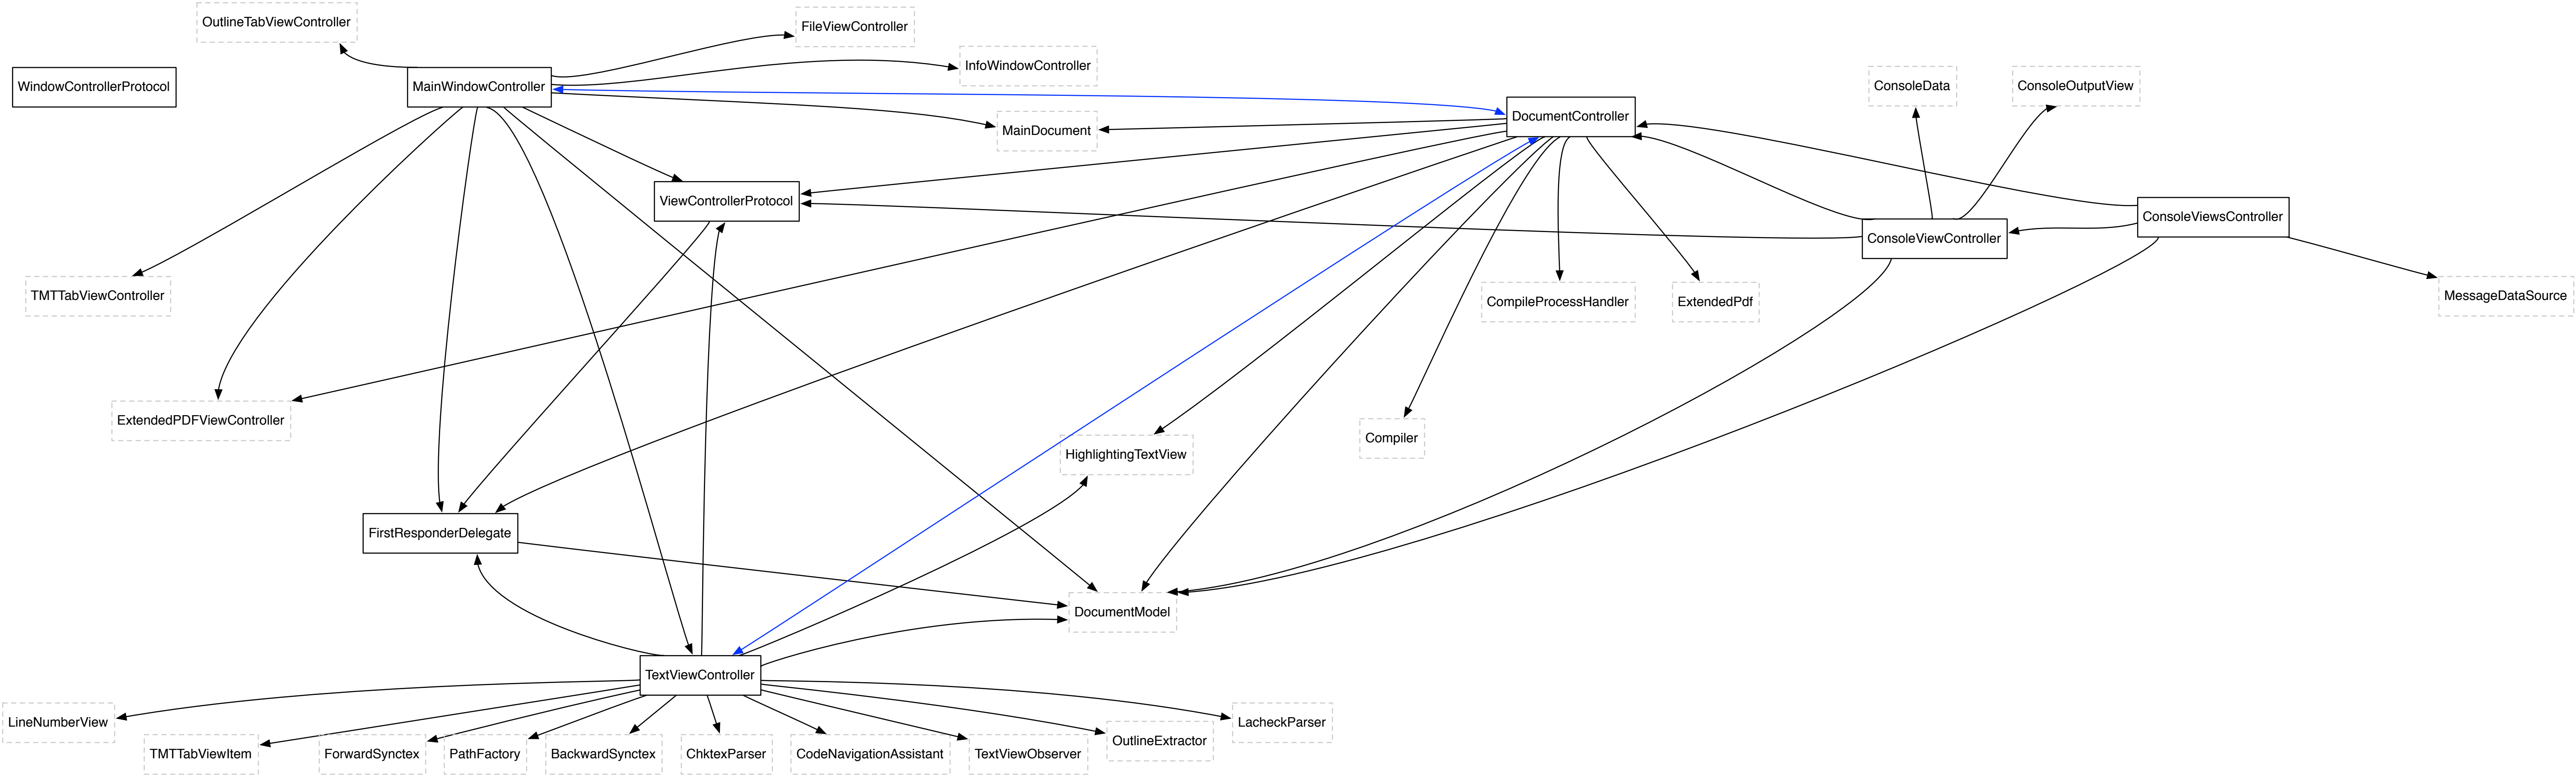 OutlineTabViewController
FileViewController
InfoWindowController
WindowControllerProtocol
MainWindowController
ConsoleData
ConsoleOutputView
DocumentController
MainDocument
ViewControllerProtocol
ConsoleViewsController
ConsoleViewController
TMTTabViewController
CompileProcessHandler
ExtendedPdf
MessageDataSource
ExtendedPDFViewController
Compiler
HighlightingTextView
FirstResponderDelegate
DocumentModel
TextViewController
LineNumberView
LacheckParser
OutlineExtractor
TMTTabViewItem
ForwardSynctex
PathFactory
BackwardSynctex
ChktexParser
CodeNavigationAssistant
TextViewObserver